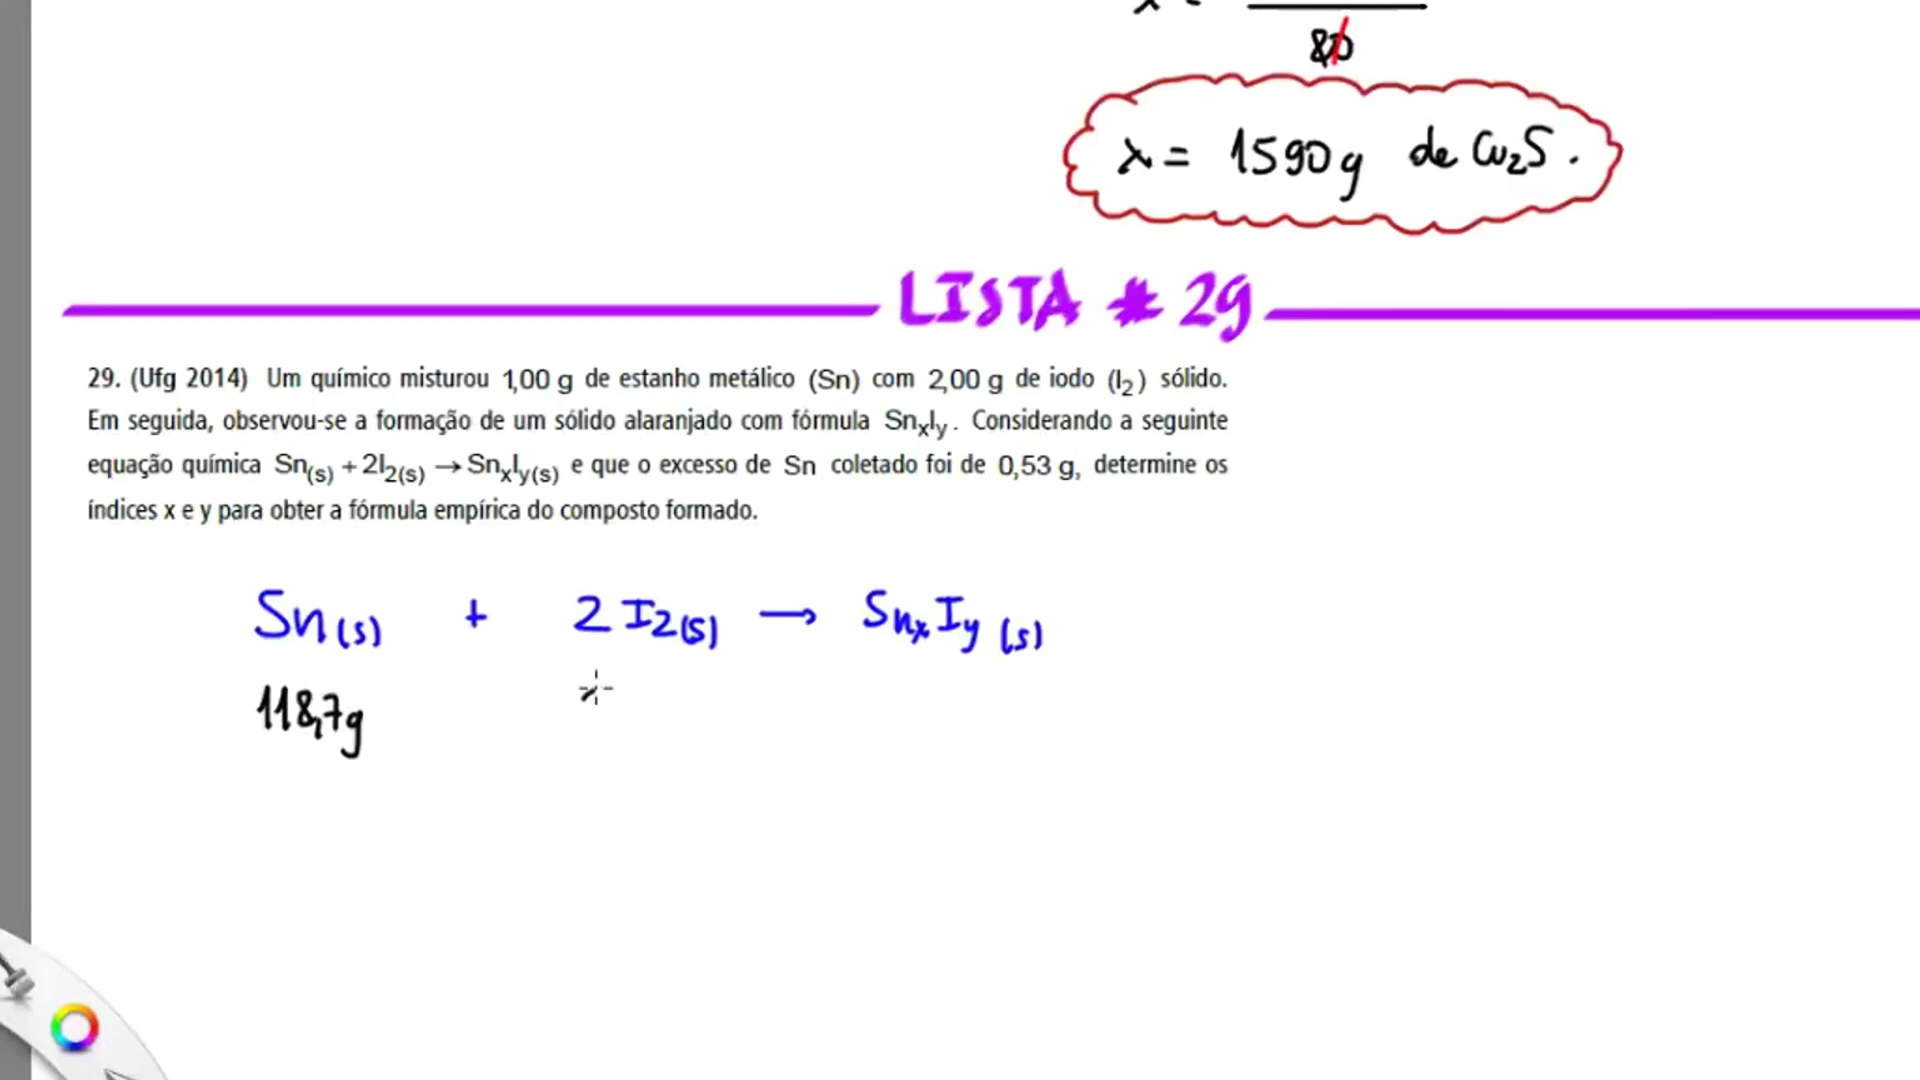 x =
80
x = 1590g de Cu₂S.
LISTA # 29
29. (Ufg 2014) Um químico misturou 1,00 g de estanho metálico (Sn) com 2,00 g de iodo (I₂) sólido.
Em seguida, observou-se a formação de um sólido alaranjado com fórmula SnₓIᵧ. Considerando a seguinte
equação química Sn(s) + 2I₂(s) → SnₓIᵧ(s) e que o excesso de Sn coletado foi de 0,53 g, determine os
índices x e y para obter a fórmula empírica do composto formado.
Sn(s) + 2 I₂(s) → SnₓIᵧ (s)
118,7g